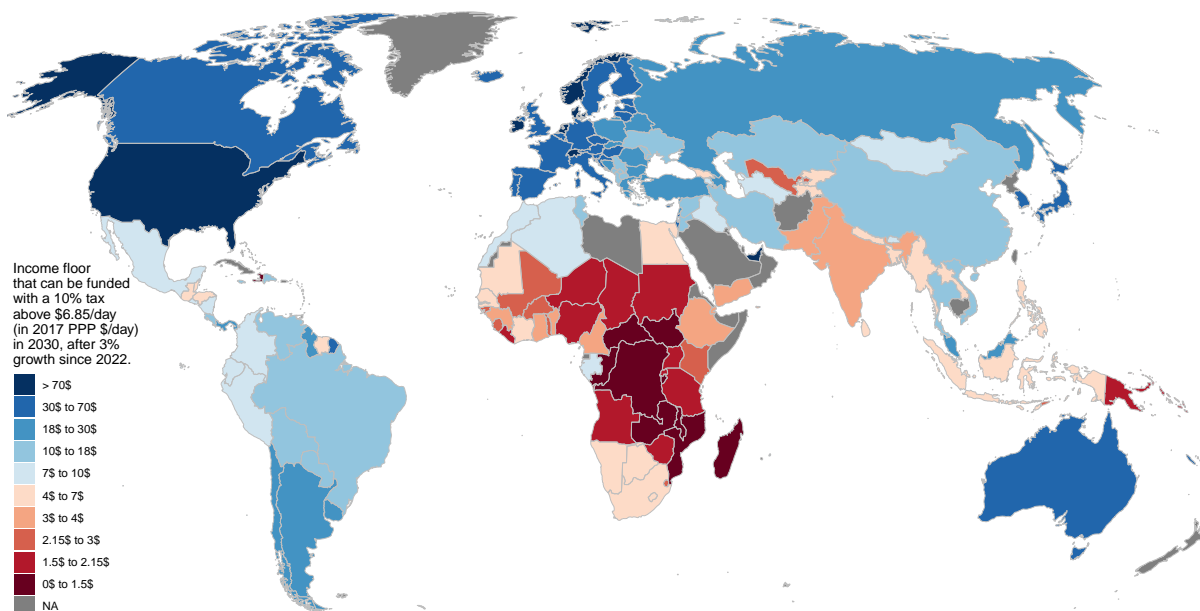 Income floor
that can be funded
with a 10% tax
above $6.85/day
(in 2017 PPP $/day)
in 2030, after 3%
growth since 2022.
> 70$
30$ to 70$
18$ to 30$
10$ to 18$
7$ to 10$
4$ to 7$
3$ to 4$
2.15$ to 3$
1.5$ to 2.15$
0$ to 1.5$
NA